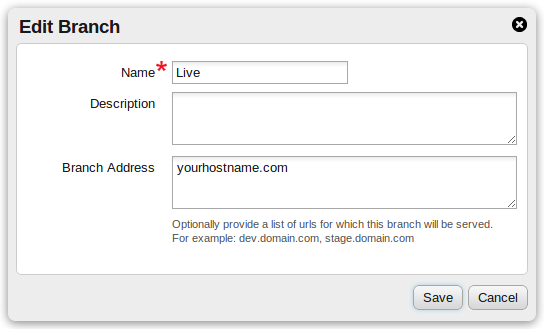 Edit Branch
Name*
Live
Description
Branch Address
yourhostname.com
Optionally provide a list of urls for which this branch will be served.
For example: dev.domain.com, stage.domain.com
Save
Cancel